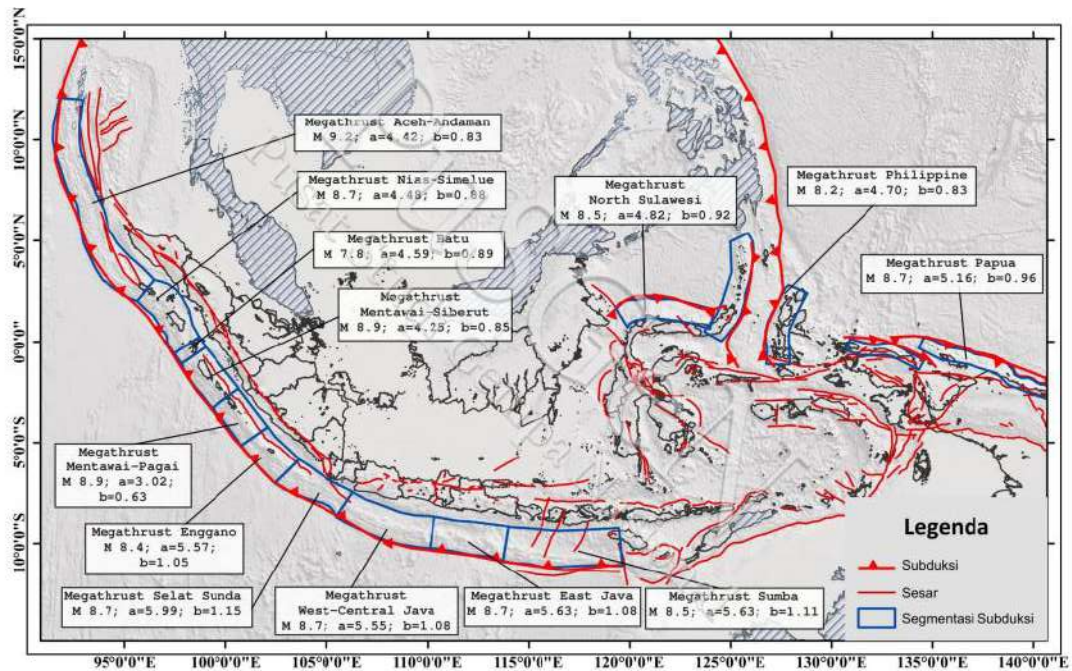 15°0'0"N
10°0'0"N
5°0'0"N
0°0'0"N
5°0'0"S
10°0'0"S
Megathrust Aceh-Andaman
M 9.2; a=4.42; b=0.83
Megathrust Nias-Simelue
M 8.7; a=4.48; b=0.88
Megathrust Batu
M 7.8; a=4.59; b=0.89
Megathrust
Mentawai-Siberut
M 8.9; a=4.25; b=0.85
Megathrust
North Sulawesi
M 8.5; a=4.82; b=0.92
Megathrust Philippine
M 8.2; a=4.70; b=0.83
Megathrust Papua
M 8.7; a=5.16; b=0.96
Megathrust
Mentawai-Pagai
M 8.9; a=3.02;
b=0.63
Megathrust Enggano
M 8.4; a=5.57;
b=1.05
Megathrust Selat Sunda
M 8.7; a=5.99; b=1.15
Megathrust
West-Central Java
M 8.7; a=5.55; b=1.08
Megathrust East Java
M 8.7; a=5.63; b=1.08
Megathrust Sumba
M 8.5; a=5.63; b=1.11
Legenda
Subduksi
Sesar
Segmentasi Subduksi
95°0'0"E
100°0'0"E
105°0'0"E
110°0'0"E
115°0'0"E
120°0'0"E
125°0'0"E
130°0'0"E
135°0'0"E
140°0'0"E